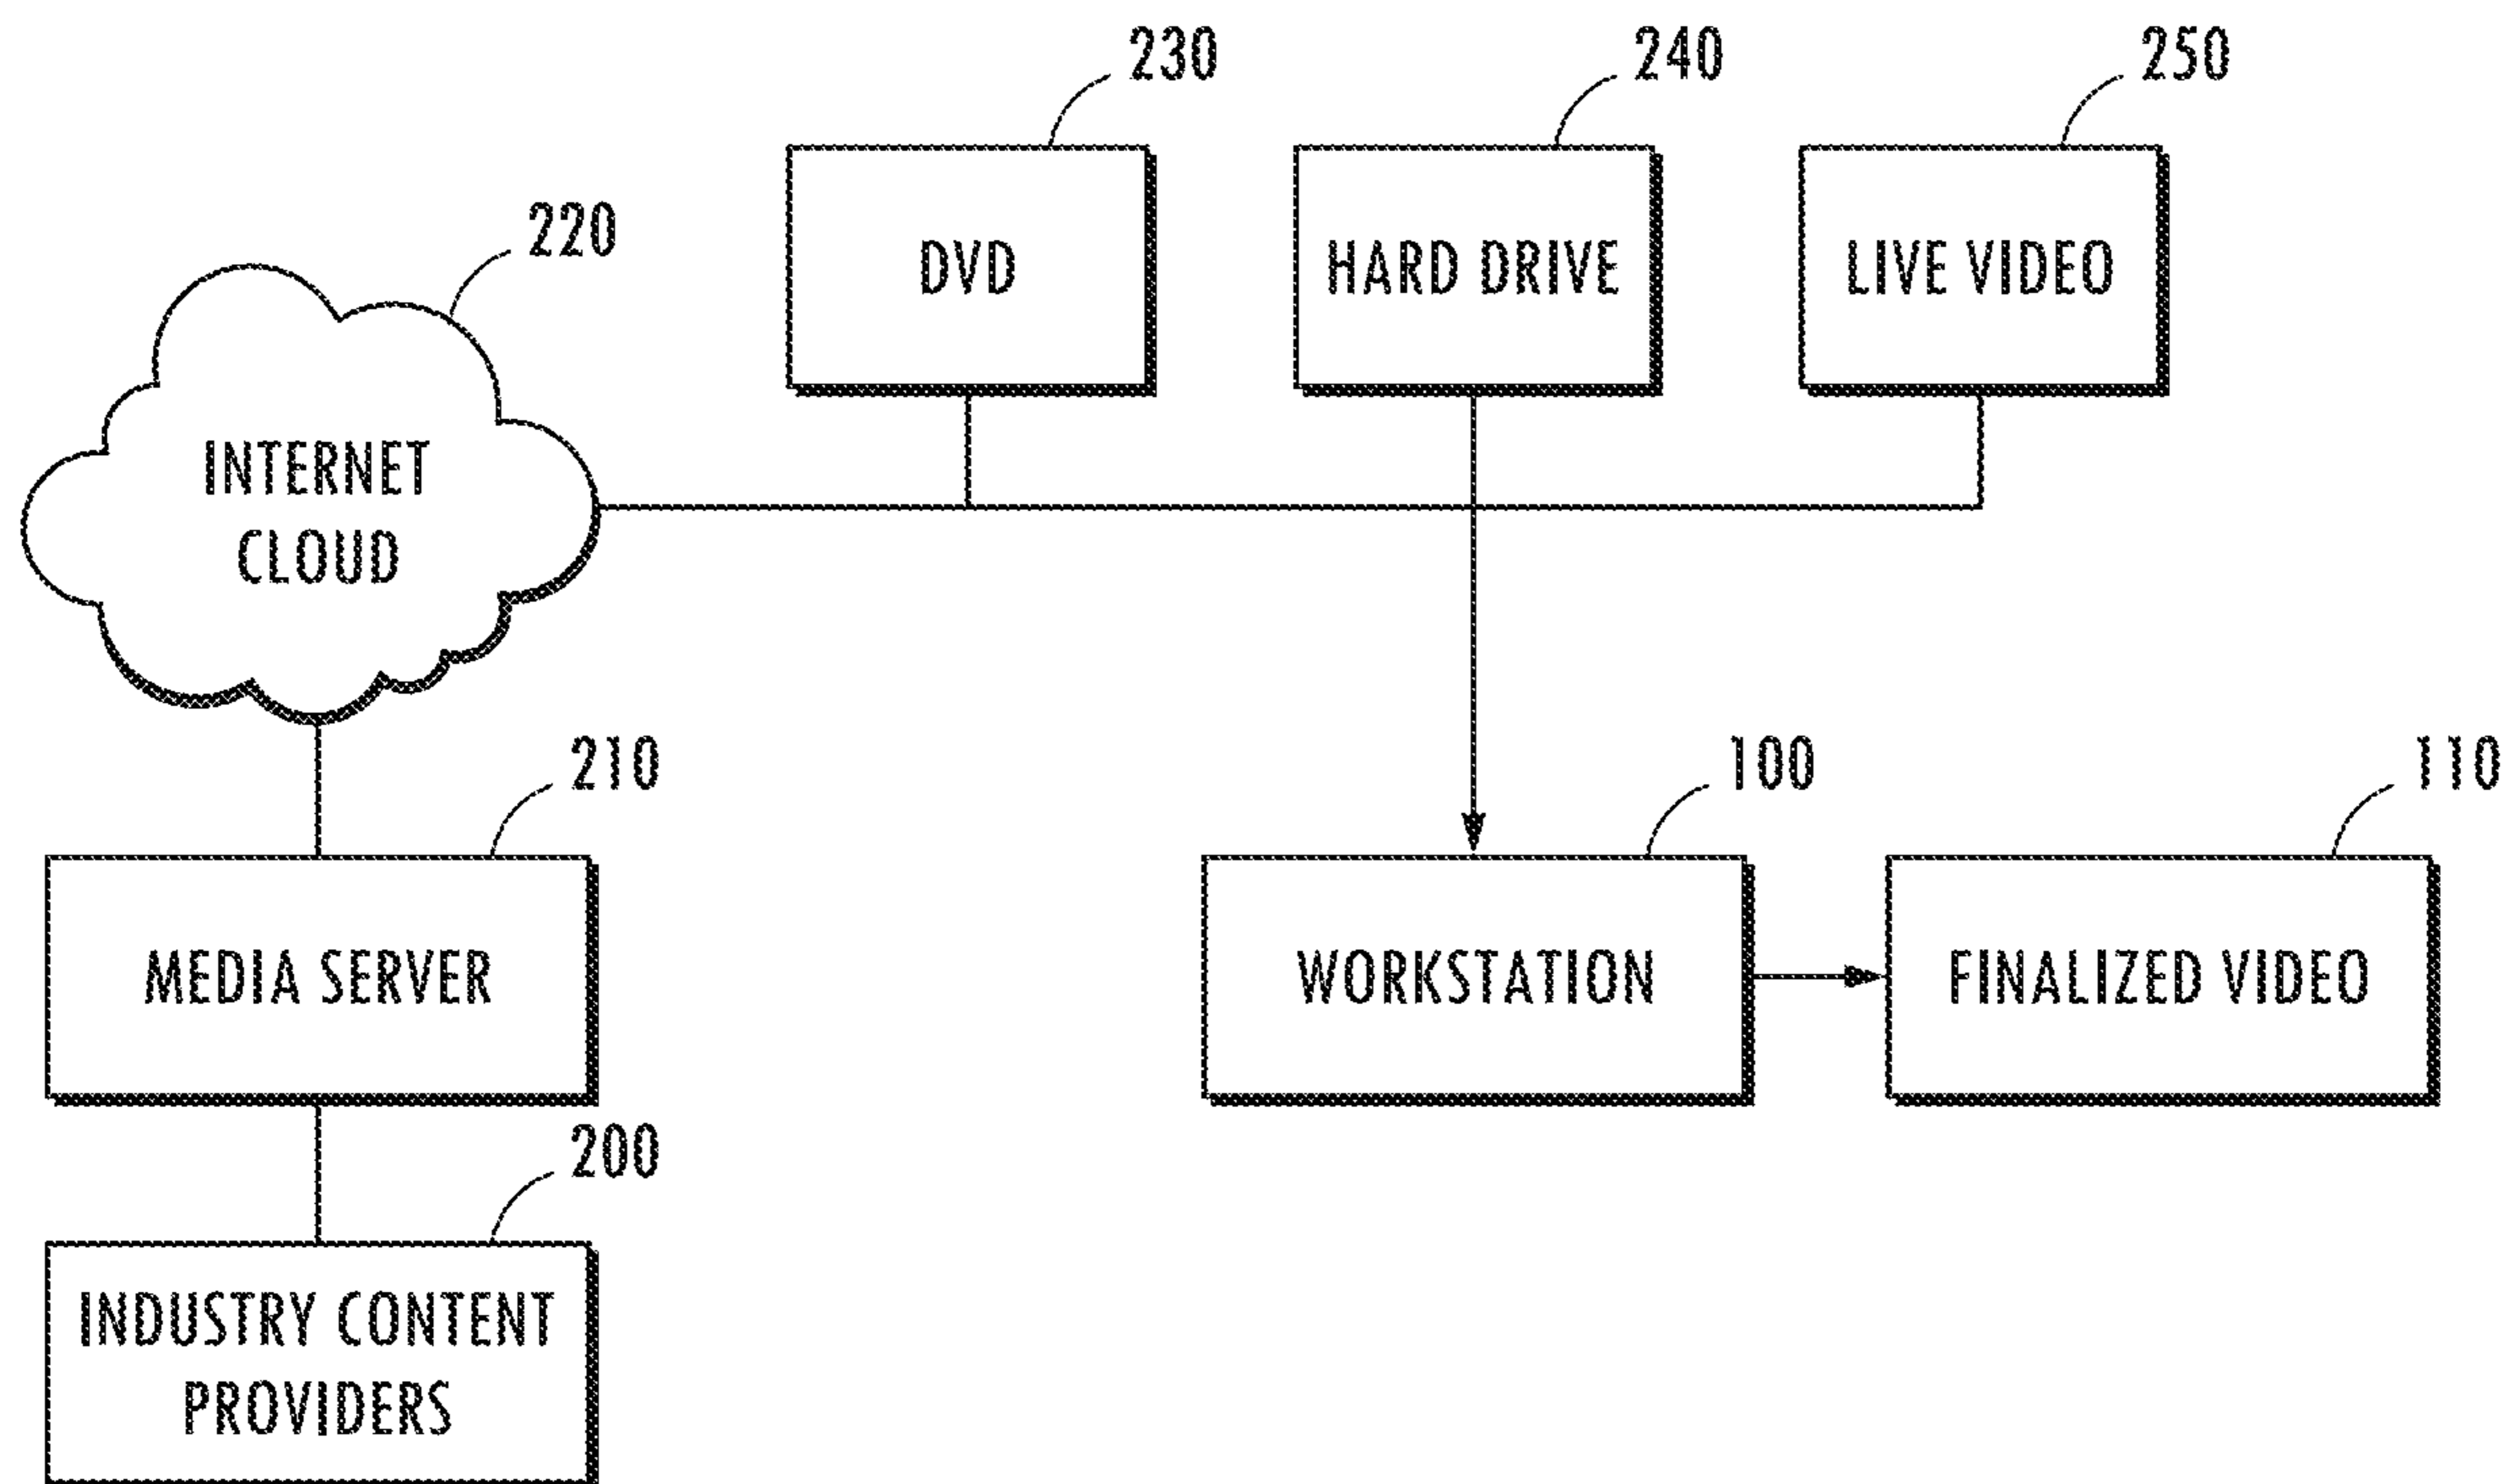 230
240
250
220
DVD
HARD DRIVE
LIVE VIDEO
INTERNET
CLOUD
210
100
110
MEDIA SERVER
WORKSTATION
FINALIZED VIDEO
200
INDUSTRY CONTENT
PROVIDERS